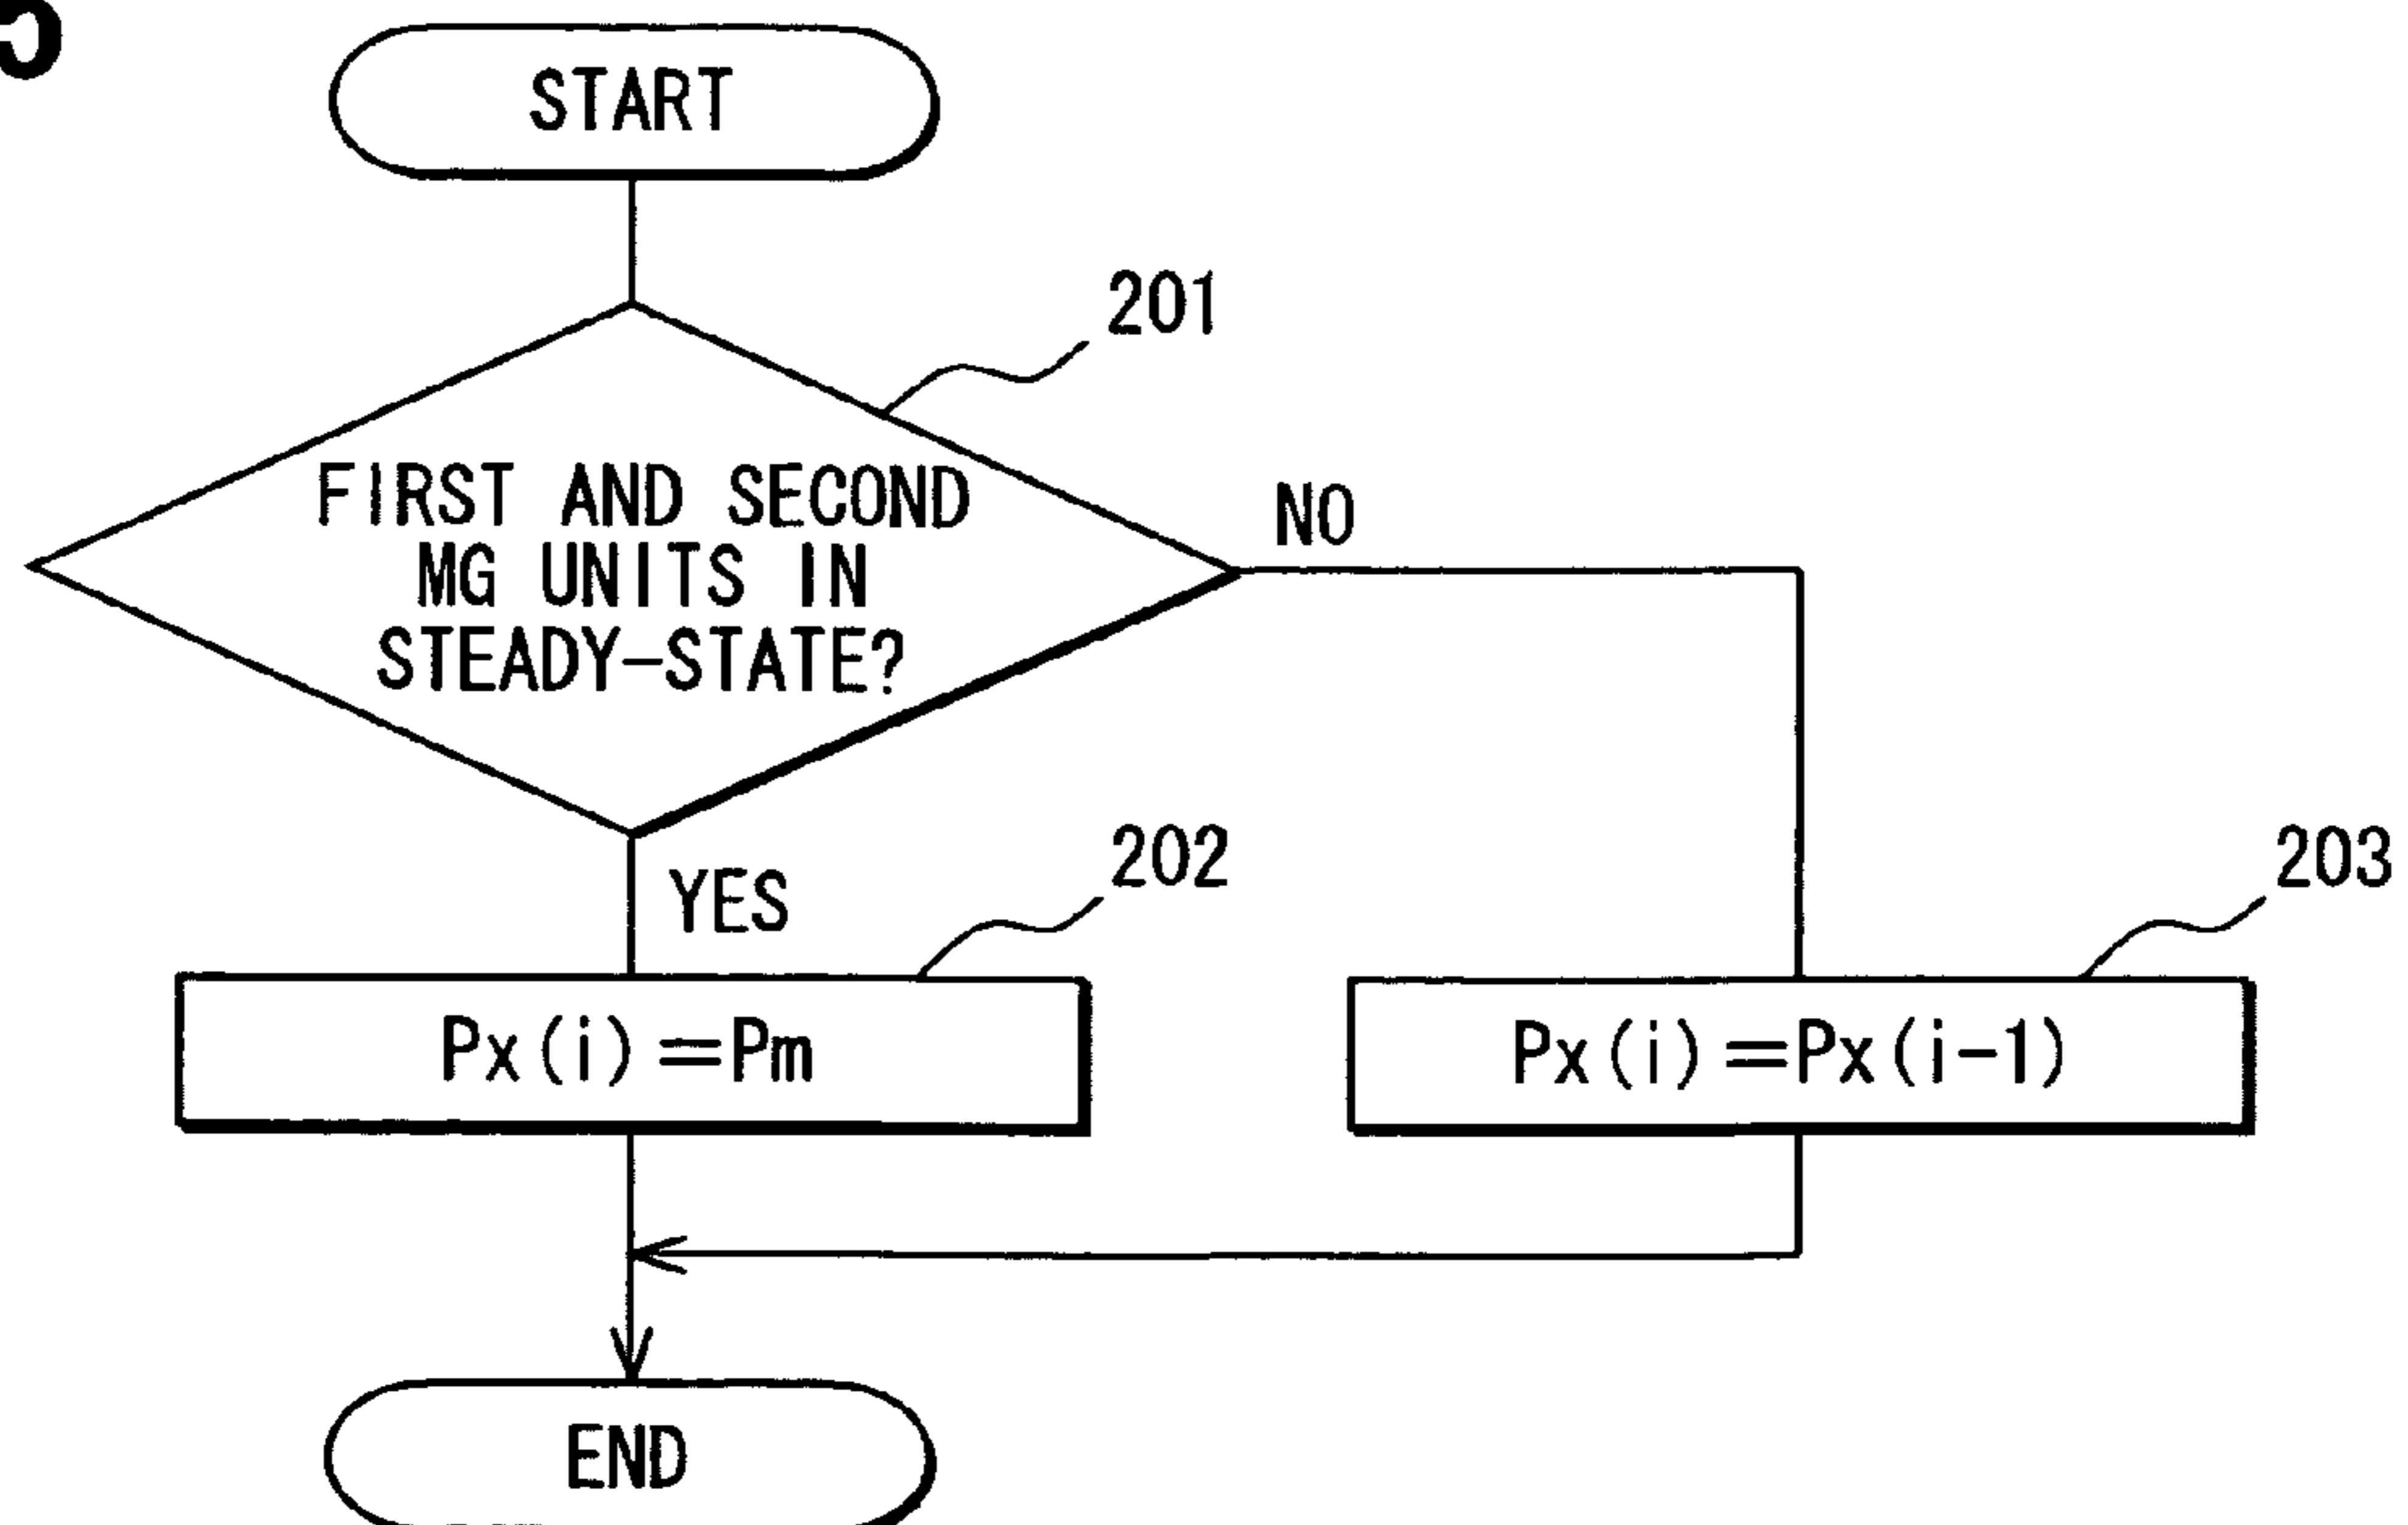 5
START
201
FIRST AND SECOND
MG UNITS IN
STEADY-STATE?
NO
YES
202
203
Px(i)=Pm
Px(i)=Px(i-1)
END